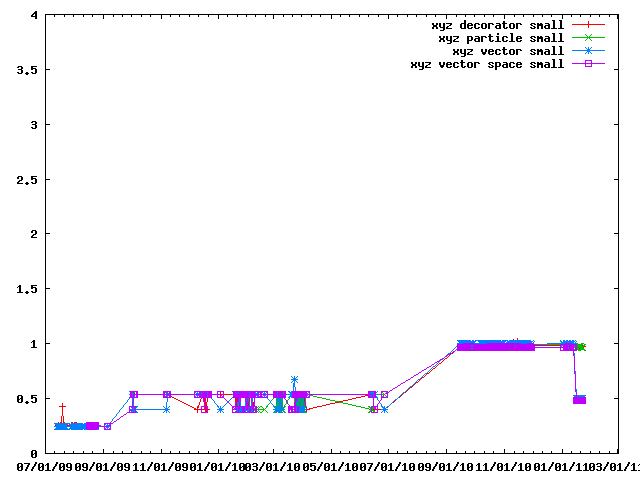 4
xyz decorator small
xyz particle small
xyz vector small
xyz vector space small
3.5
3
2.5
2
1.5
1
0.5
0
07/01/09 09/01/09 11/01/09 01/01/10 03/01/10 05/01/10 07/01/10 09/01/10 11/01/10 01/01/11 03/01/11